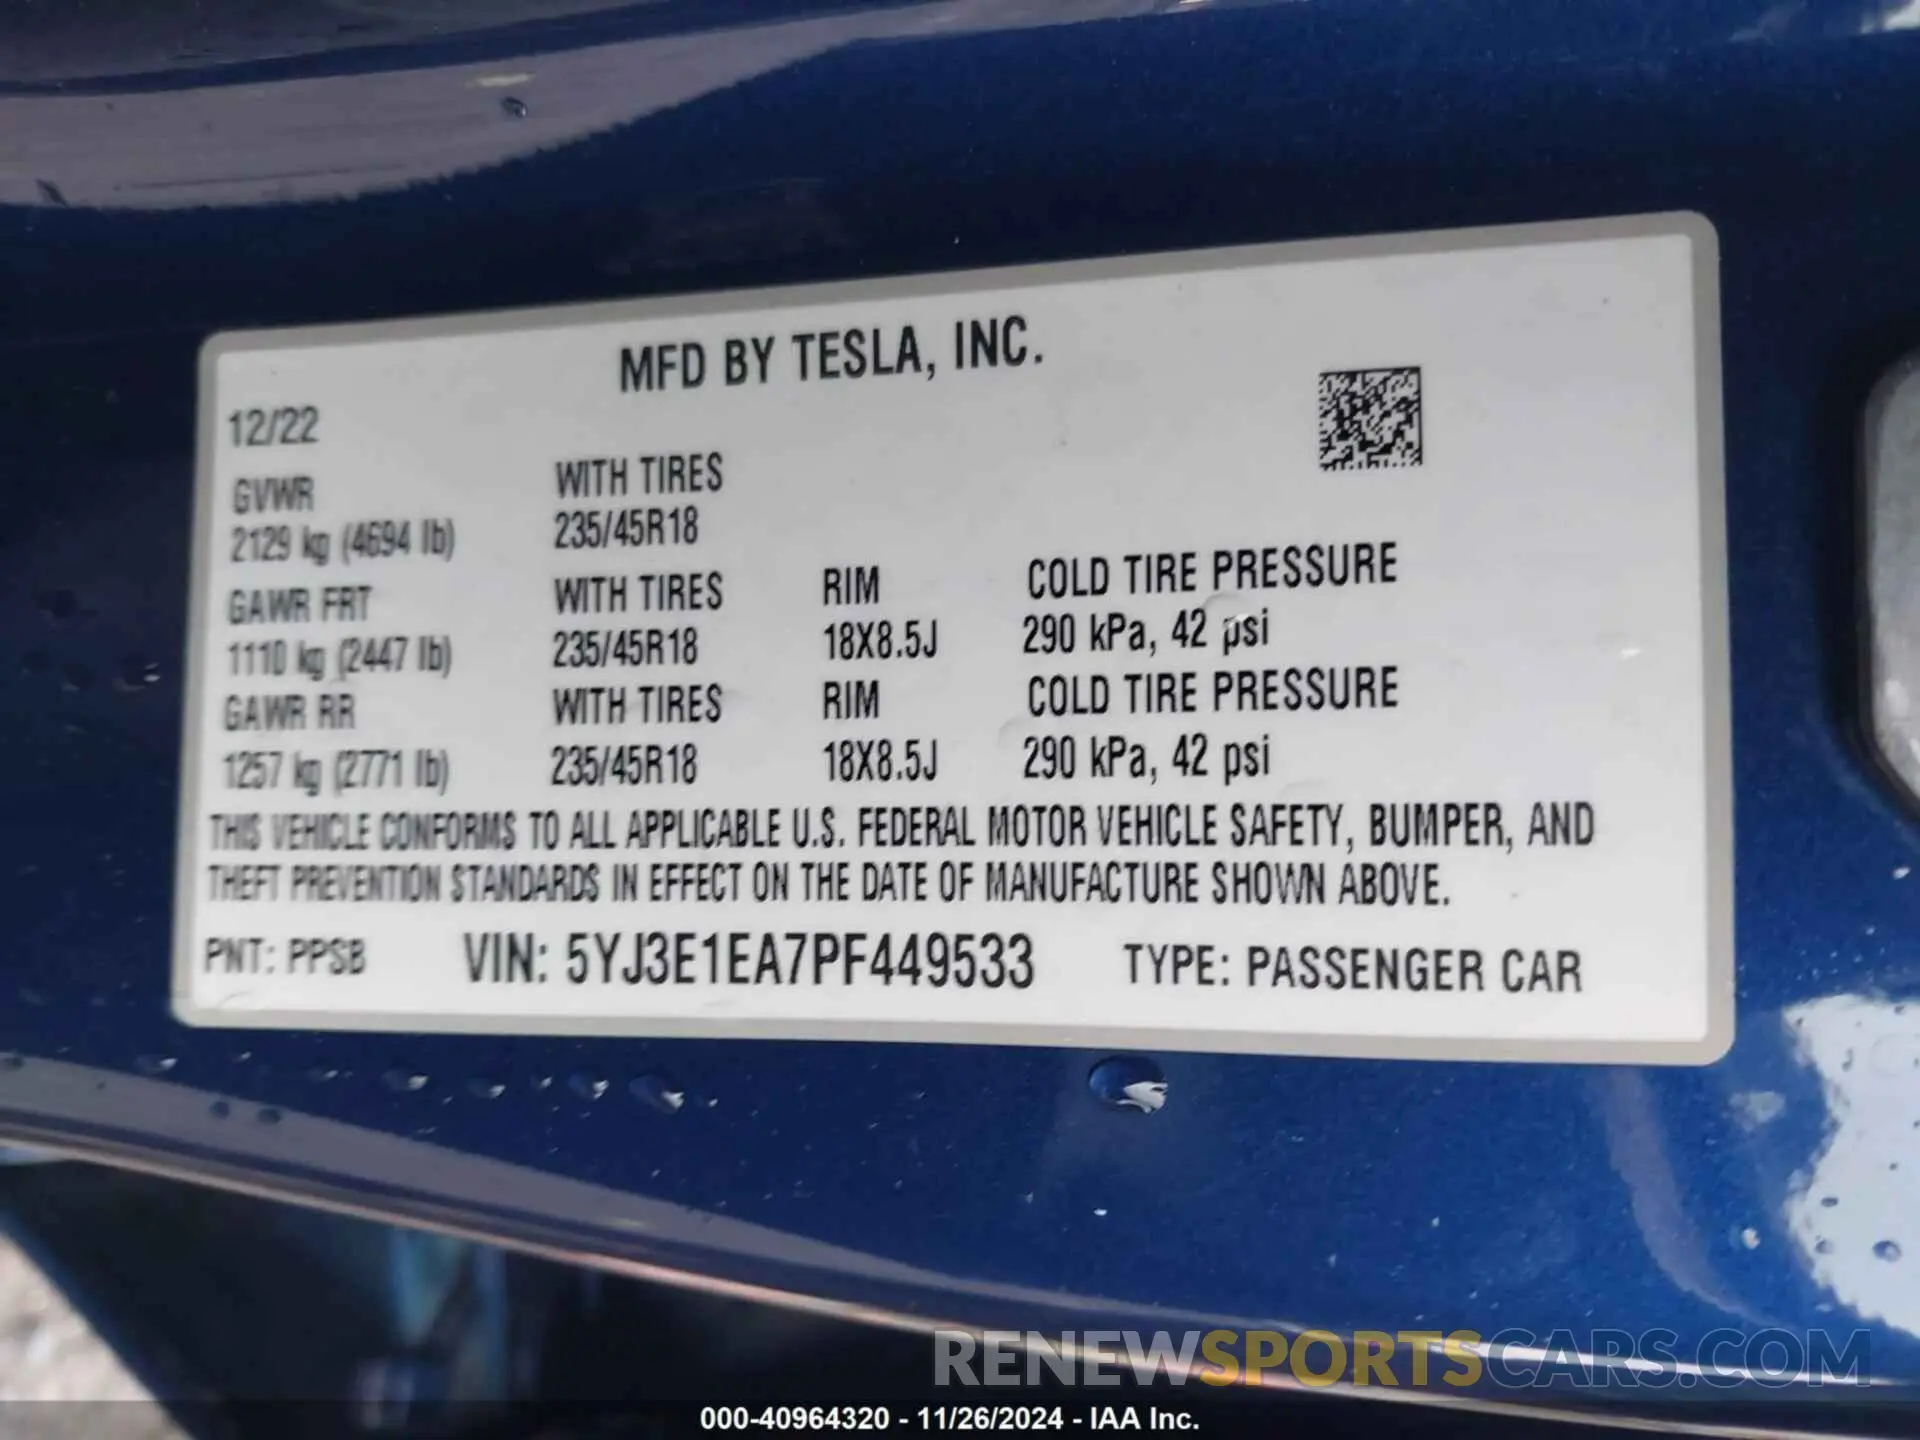 MFD BY TESLA, INC.
12/22
GVWR WITH TIRES
2129 kg (4694 lb) 235/45R18
GAWR FRT WITH TIRES RIM COLD TIRE PRESSURE
1110 kg (2447 lb) 235/45R18 18X8.5J 290 kPa, 42 psi
GAWR RR WITH TIRES RIM COLD TIRE PRESSURE
1257 kg (2771 lb) 235/45R18 18X8.5J 290 kPa, 42 psi
THIS VEHICLE CONFORMS TO ALL APPLICABLE U.S. FEDERAL MOTOR VEHICLE SAFETY, BUMPER, AND
THEFT PREVENTION STANDARDS IN EFFECT ON THE DATE OF MANUFACTURE SHOWN ABOVE.
PNT: PPSB VIN: 5YJ3E1EA7PF449533 TYPE: PASSENGER CAR
RENEWSPORTSCARS.COM
000-40964320 - 11/26/2024 - IAA Inc.